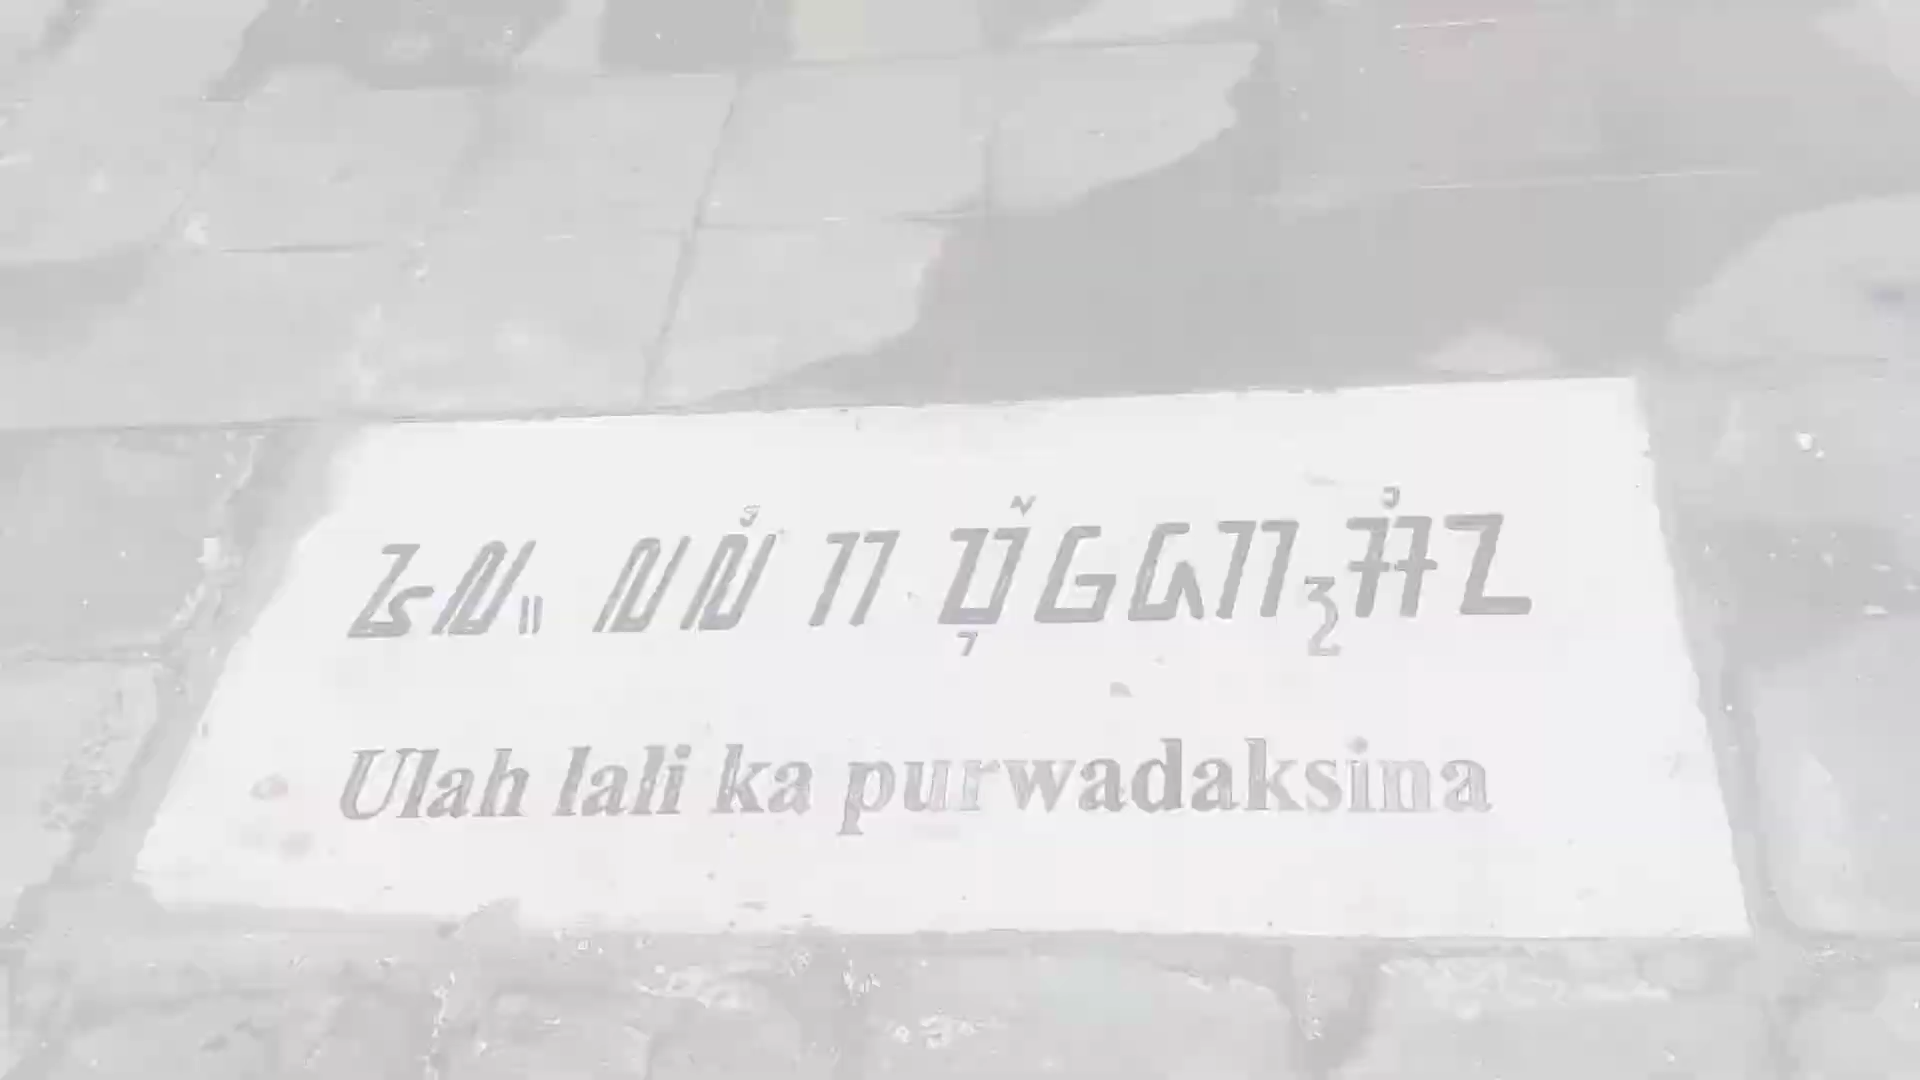 ᮅᮜᮂ ᮜᮜᮤ ᮊ ᮕᮥᮁᮝᮓᮊ᮪ᮞᮤᮔ
Ulah lali ka purwadaksina